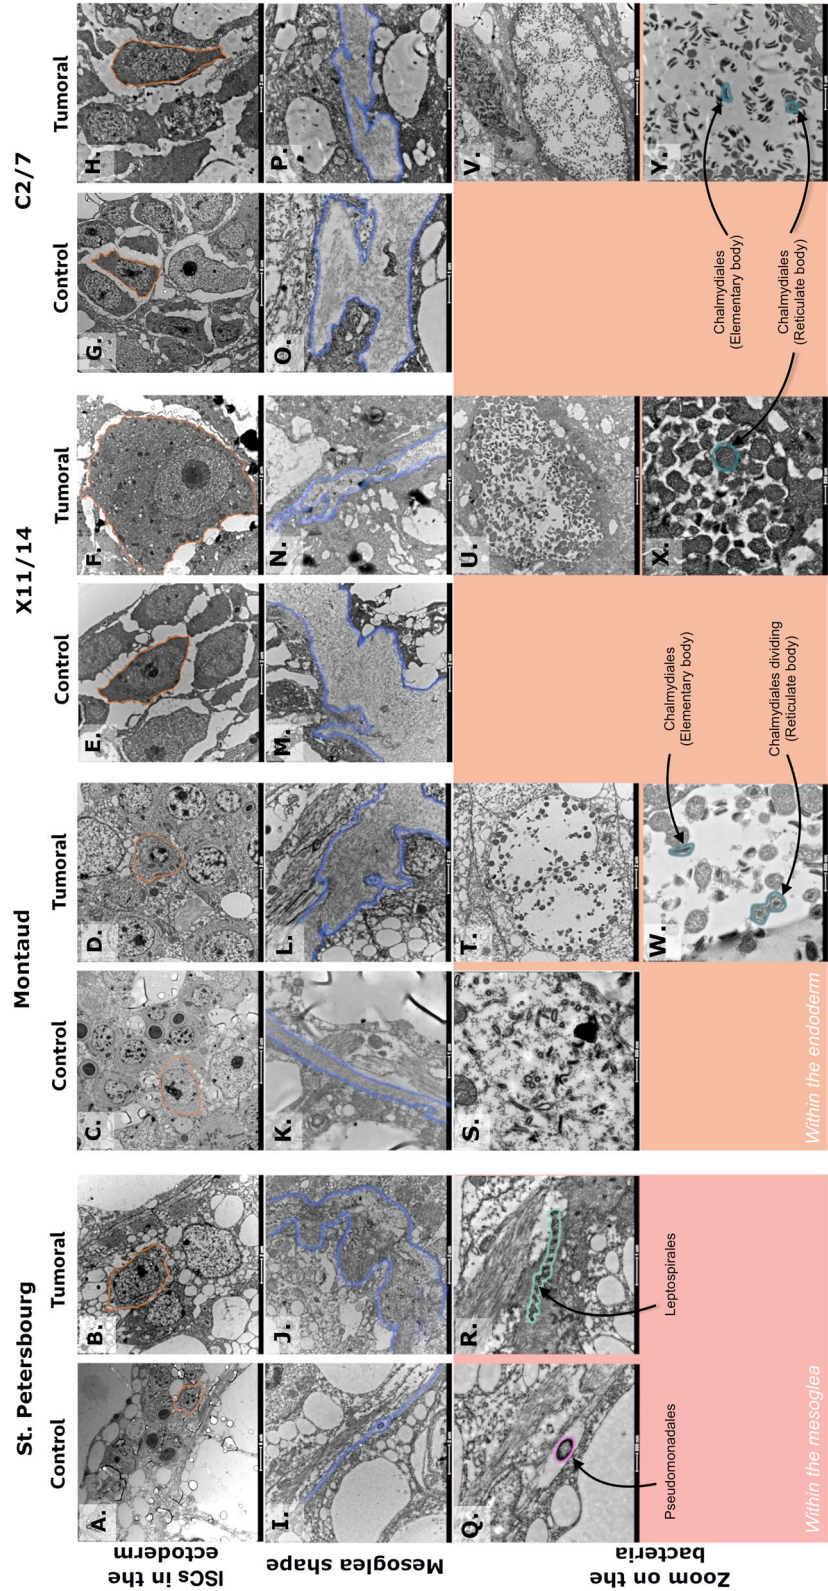 St. Petersbourg
Montaud
X11/14
C2/7
Control
Tumoral
Control
Tumoral
Control
Tumoral
Control
Tumoral
ISCs in the
ectoderm
A.
B.
C.
D.
E.
F.
G.
H.
Mesoglea shape
I.
J.
K.
L.
M.
N.
O.
P.
Zoom on the
bacteria
Q.
R.
S.
T.
U.
V.
Pseudomonadales
Leptospirales
W.
X.
Y.
Chalmydiales
(Elementary body)
Chalmydiales dividing
(Reticulate body)
Chalmydiales
(Elementary body)
Chalmydiales
(Reticulate body)
Within the mesoglea
Within the endoderm